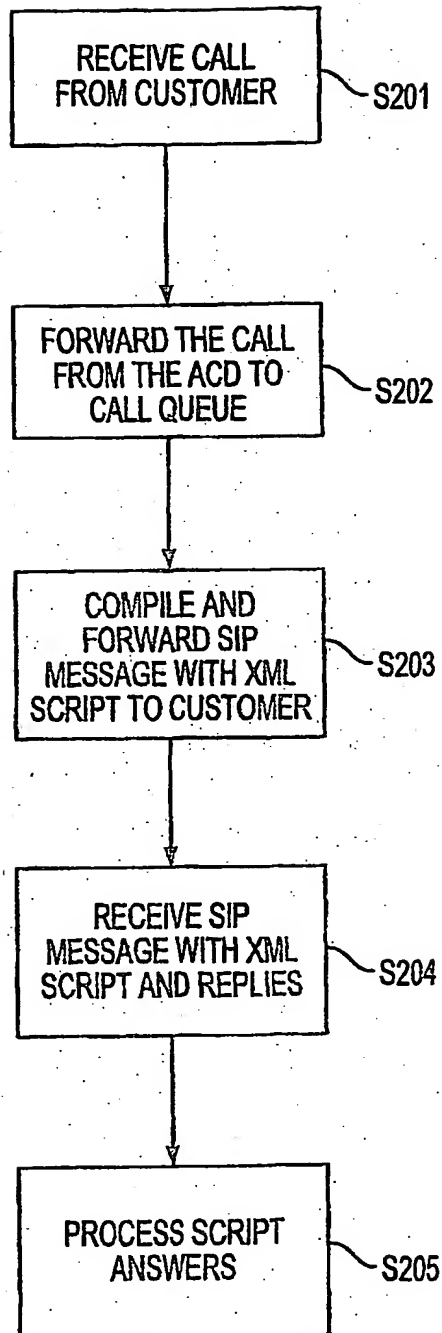 RECEIVE CALL
FROM CUSTOMER
S201
FORWARD THE CALL
FROM THE ACD TO
CALL QUEUE
S202
COMPILE AND
FORWARD SIP
MESSAGE WITH XML
SCRIPT TO CUSTOMER
S203
RECEIVE SIP
MESSAGE WITH XML
SCRIPT AND REPLIES
S204
PROCESS SCRIPT
ANSWERS
S205